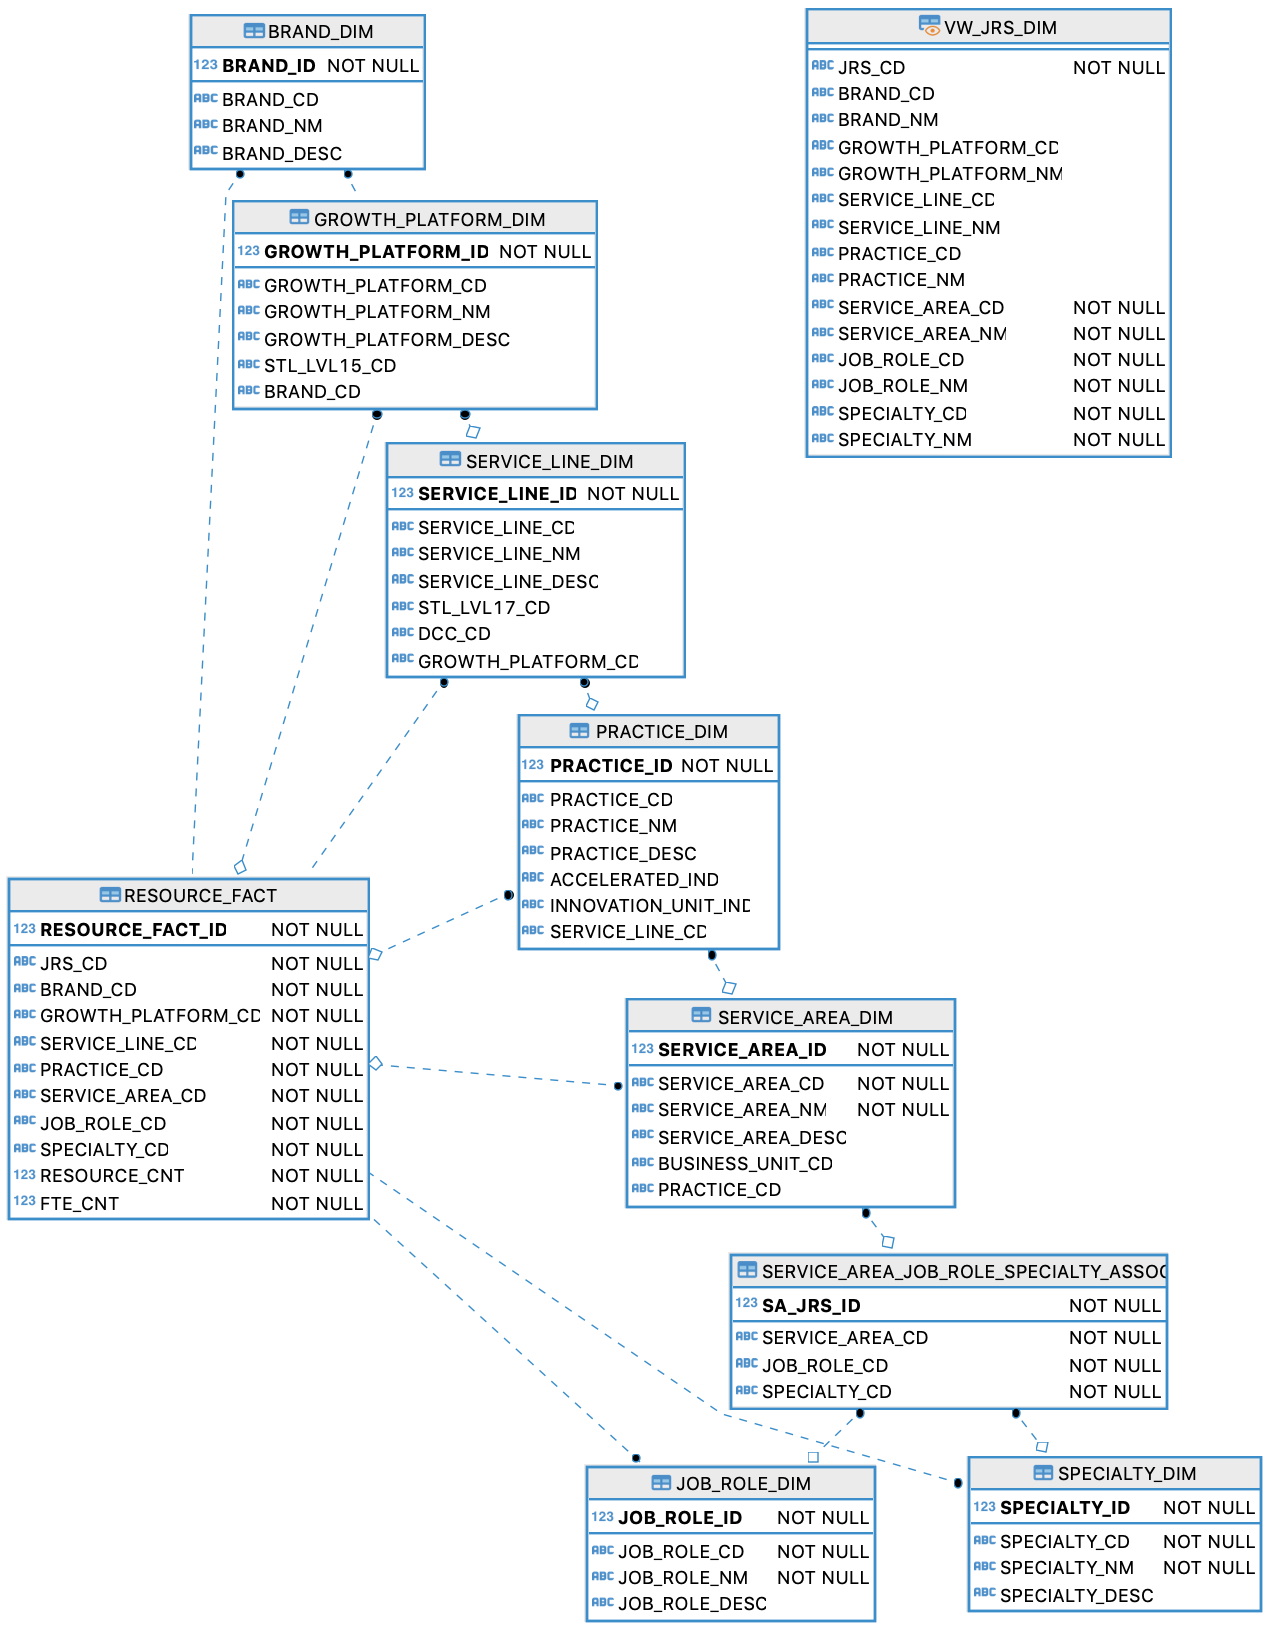 BRAND_DIM
123 BRAND_ID NOT NULL
ABC BRAND_CD
ABC BRAND_NM
ABC BRAND_DESC
VW_JRS_DIM
ABC JRS_CD NOT NULL
ABC BRAND_CD
ABC BRAND_NM
ABC GROWTH_PLATFORM_CD
ABC GROWTH_PLATFORM_NM
ABC SERVICE_LINE_CD
ABC SERVICE_LINE_NM
ABC PRACTICE_CD
ABC PRACTICE_NM
ABC SERVICE_AREA_CD NOT NULL
ABC SERVICE_AREA_NM NOT NULL
ABC JOB_ROLE_CD NOT NULL
ABC JOB_ROLE_NM NOT NULL
ABC SPECIALTY_CD NOT NULL
ABC SPECIALTY_NM NOT NULL
GROWTH_PLATFORM_DIM
123 GROWTH_PLATFORM_ID NOT NULL
ABC GROWTH_PLATFORM_CD
ABC GROWTH_PLATFORM_NM
ABC GROWTH_PLATFORM_DESC
ABC STL_LVL15_CD
ABC BRAND_CD
SERVICE_LINE_DIM
123 SERVICE_LINE_ID NOT NULL
ABC SERVICE_LINE_CD
ABC SERVICE_LINE_NM
ABC SERVICE_LINE_DESC
ABC STL_LVL17_CD
ABC DCC_CD
ABC GROWTH_PLATFORM_CD
PRACTICE_DIM
123 PRACTICE_ID NOT NULL
ABC PRACTICE_CD
ABC PRACTICE_NM
ABC PRACTICE_DESC
ABC ACCELERATED_IND
ABC INNOVATION_UNIT_IND
ABC SERVICE_LINE_CD
RESOURCE_FACT
123 RESOURCE_FACT_ID NOT NULL
ABC JRS_CD NOT NULL
ABC BRAND_CD NOT NULL
ABC GROWTH_PLATFORM_CD NOT NULL
ABC SERVICE_LINE_CD NOT NULL
ABC PRACTICE_CD NOT NULL
ABC SERVICE_AREA_CD NOT NULL
ABC JOB_ROLE_CD NOT NULL
ABC SPECIALTY_CD NOT NULL
123 RESOURCE_CNT NOT NULL
123 FTE_CNT NOT NULL
SERVICE_AREA_DIM
123 SERVICE_AREA_ID NOT NULL
ABC SERVICE_AREA_CD NOT NULL
ABC SERVICE_AREA_NM NOT NULL
ABC SERVICE_AREA_DESC
ABC BUSINESS_UNIT_CD
ABC PRACTICE_CD
SERVICE_AREA_JOB_ROLE_SPECIALTY_ASSOC
123 SA_JRS_ID NOT NULL
ABC SERVICE_AREA_CD NOT NULL
ABC JOB_ROLE_CD NOT NULL
ABC SPECIALTY_CD NOT NULL
JOB_ROLE_DIM
123 JOB_ROLE_ID NOT NULL
ABC JOB_ROLE_CD NOT NULL
ABC JOB_ROLE_NM NOT NULL
ABC JOB_ROLE_DESC
SPECIALTY_DIM
123 SPECIALTY_ID NOT NULL
ABC SPECIALTY_CD NOT NULL
ABC SPECIALTY_NM NOT NULL
ABC SPECIALTY_DESC